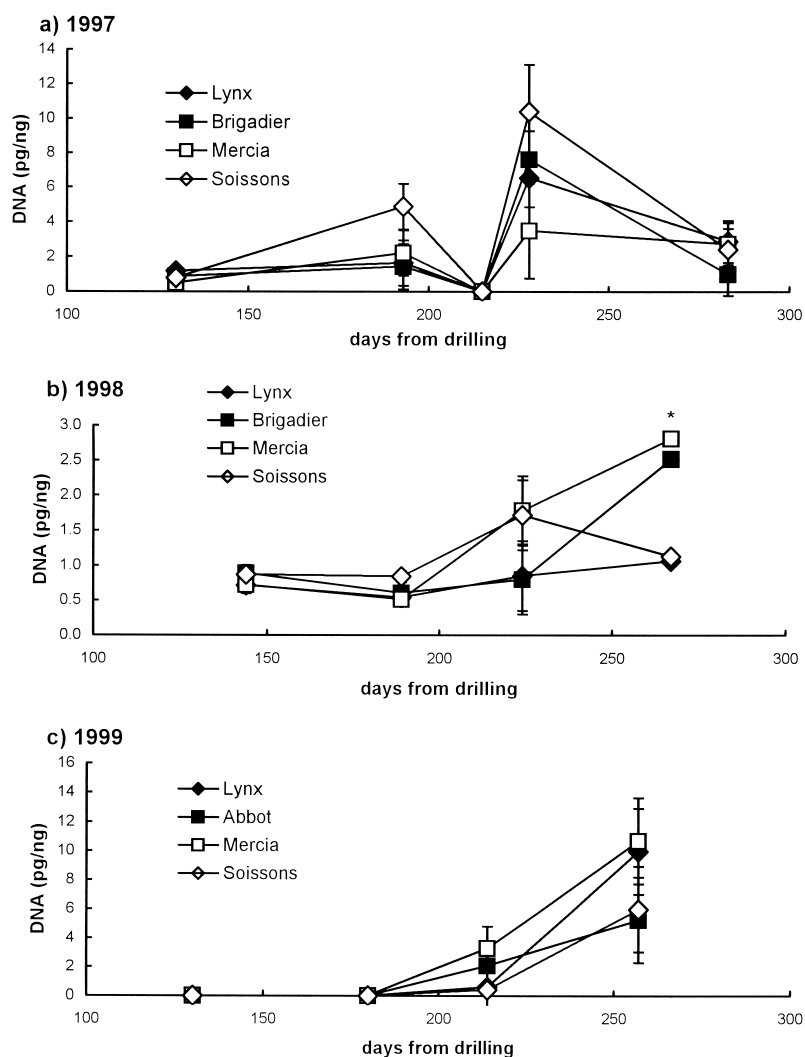 a) 1997
14
12
10
8
6
4
2
0
DNA (pg/ng)
Lynx
Brigadier
Mercia
Soissons
100 150 200 250 300
days from drilling
b) 1998
3.0
2.5
2.0
1.5
1.0
0.5
0.0
DNA (pg/ng)
Lynx
Brigadier
Mercia
Soissons
*
100 150 200 250 300
days from drilling
c) 1999
16
14
12
10
8
6
4
2
0
DNA (pg/ng)
Lynx
Abbot
Mercia
Soissons
100 150 200 250 300
days from drilling